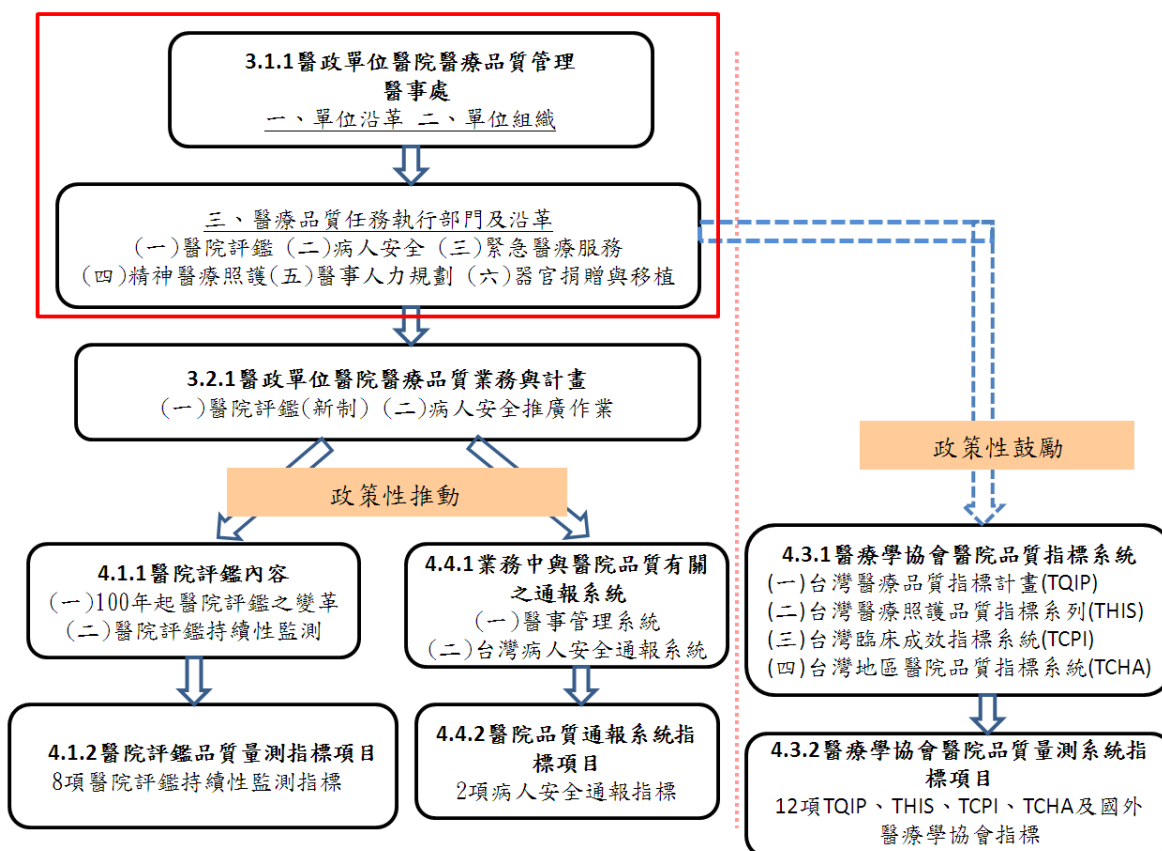 3.1.1醫政單位醫院醫療品質管理
醫事處
一、單位沿革 二、單位組織
三、醫療品質任務執行部門及沿革
(一)醫院評鑑 (二)病人安全 (三)緊急醫療服務
(四)精神醫療照護(五)醫事人力規劃 (六)器官捐贈與移植
3.2.1醫政單位醫院醫療品質業務與計畫
(一)醫院評鑑(新制) (二)病人安全推廣作業
政策性推動
政策性鼓勵
4.1.1醫院評鑑內容
(一)100年起醫院評鑑之變革
(二)醫院評鑑持續性監測
4.4.1業務中與醫院品質有關
之通報系統
(一)醫事管理系統
(二)台灣病人安全通報系統
4.3.1醫療學協會醫院品質指標系統
(一)台灣醫療品質指標計畫(TQIP)
(二)台灣醫療照護品質指標系列(THIS)
(三)台灣臨床成效指標系統(TCPI)
(四)台灣地區醫院品質指標系統(TCHA)
4.1.2醫院評鑑品質量測指標項目
8項醫院評鑑持續性監測指標
4.4.2醫院品質通報系統指
標項目
2項病人安全通報指標
4.3.2醫療學協會醫院品質量測系統指
標項目
12項TQIP、THIS、TCPI、TCHA及國外
醫療學協會指標